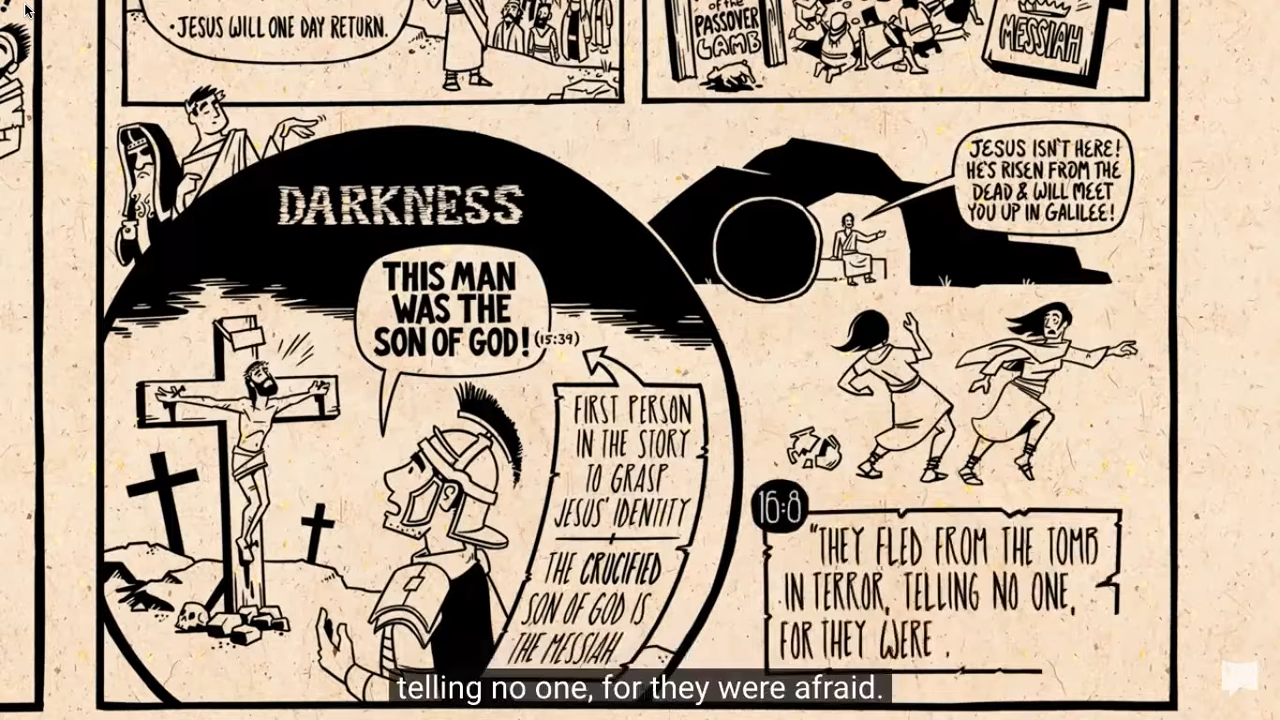 • JESUS WILL ONE DAY RETURN.
of the
PASSOVER
LAMB
MESSIAH
DARKNESS
THIS MAN
WAS THE
SON OF GOD! (15:39)
FIRST PERSON
IN THE STORY
TO GRASP
JESUS' IDENTITY
THE CRUCIFIED
SON OF GOD IS
THE MESSIAH
JESUS ISN'T HERE!
HE'S RISEN FROM THE
DEAD & WILL MEET
YOU UP IN GALILEE!
16:8
"THEY FLED FROM THE TOMB
IN TERROR, TELLING NO ONE,
FOR THEY WERE .
telling no one, for they were afraid.